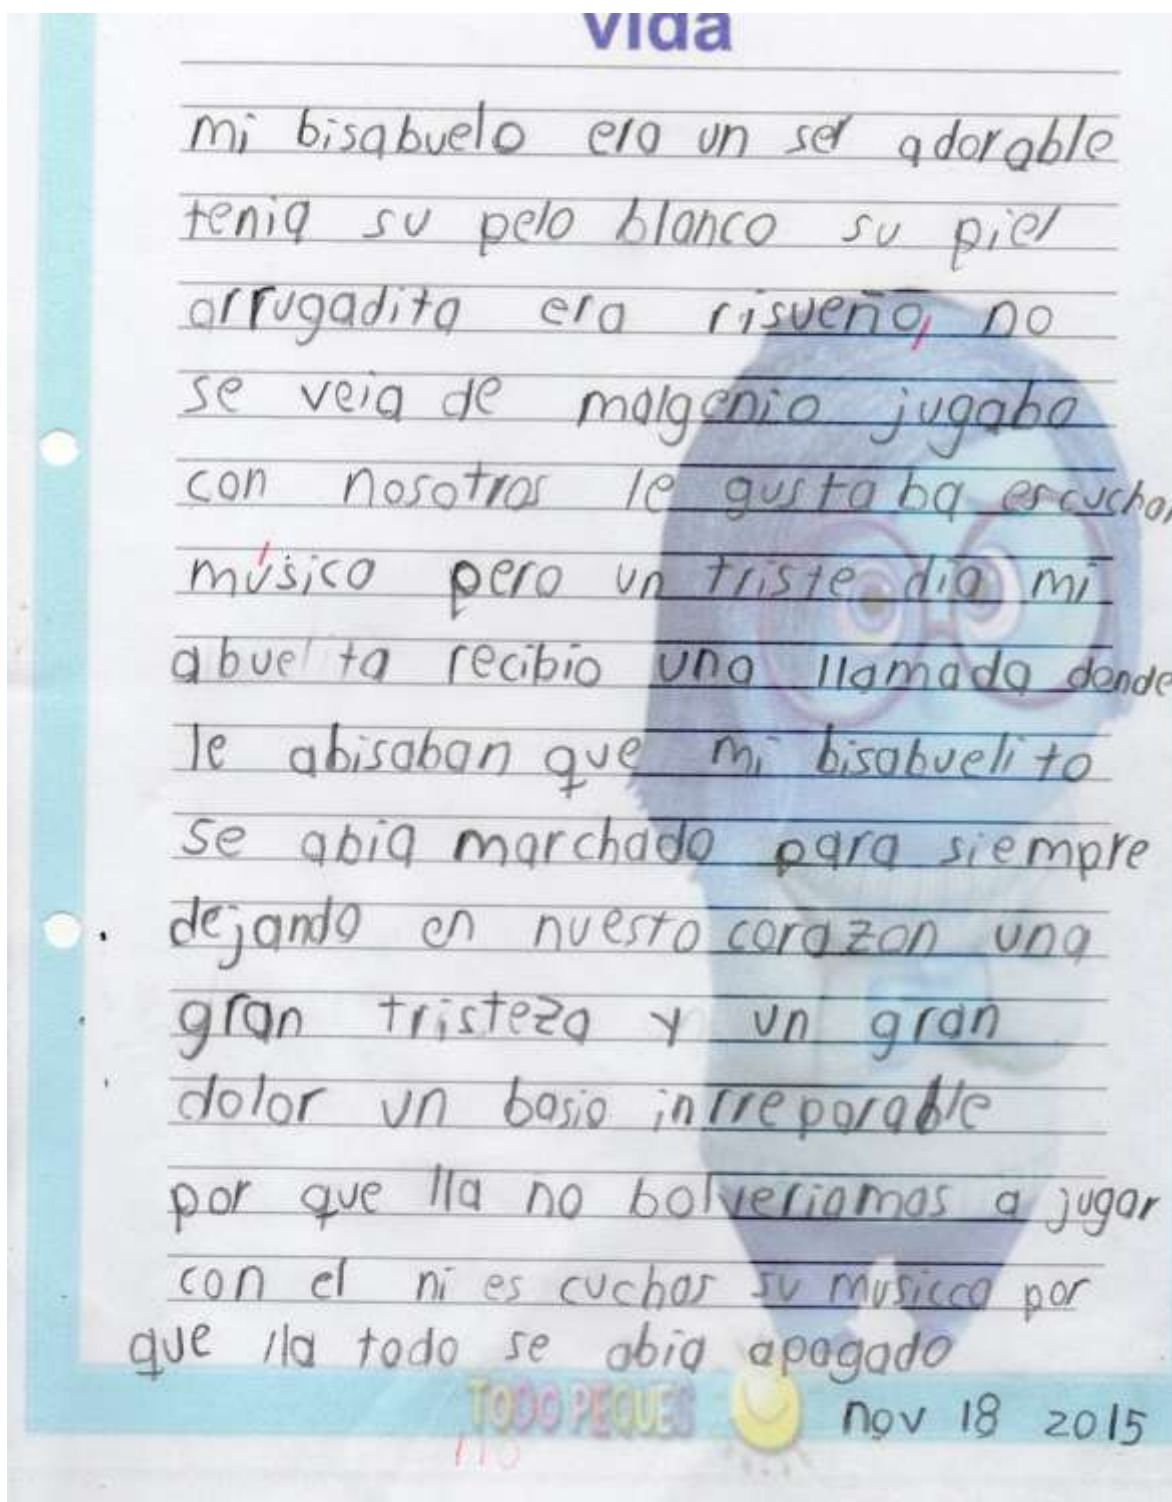 vida
mi bisabuelo era un ser adorable
tenia su pelo blanco su piel
arrugadita era risueño, no
se veia de malgenio jugaba
con nosotros le gustaba escuchar
música pero un triste dia mi
abuelita recibio una llamada donde
le abisaban que mi bisabuelito
se abia marchado para siempre
dejando en nuesto corazon una
gran tristeza y un gran
dolor un basio inrreparable
por que lla no bolveriamos a jugar
con el ni es cuchar su musicca por
que lla todo se abia apagado
TODO PEQUES
nov 18 2015